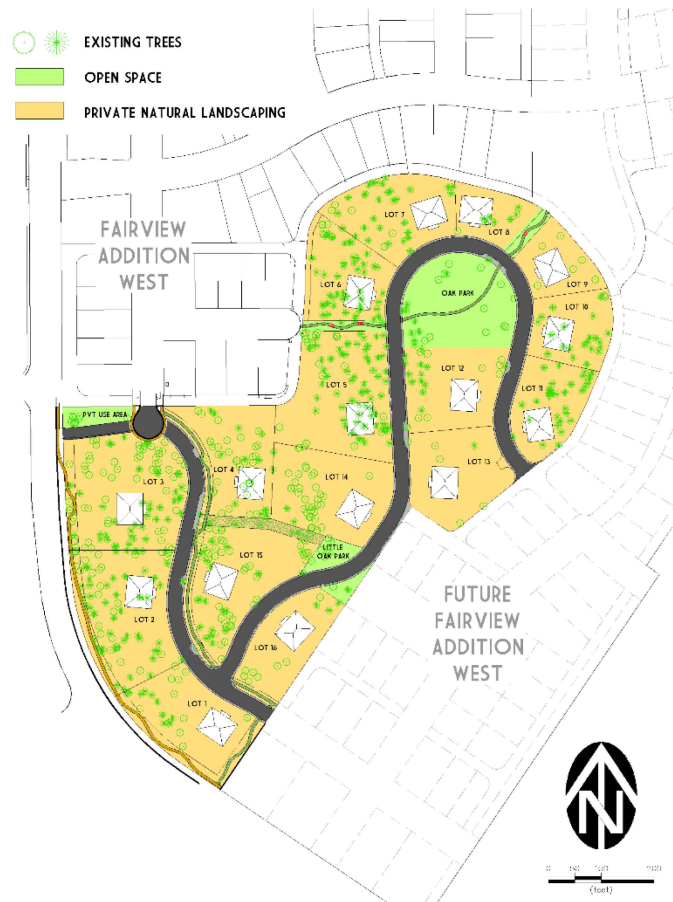 EXISTING TREES
OPEN SPACE
PRIVATE NATURAL LANDSCAPING
FAIRVIEW
ADDITION
WEST
LOT 7
LOT 8
LOT 6
LOT 9
OAK PARK
LOT 10
LOT 5
LOT 12
LOT 11
PVT USE AREA
LOT 3
LOT 4
LOT 14
LOT 13
LOT 15
LITTLE
OAK PARK
LOT 2
LOT 16
FUTURE
FAIRVIEW
ADDITION
WEST
LOT 1
N
0
100
(feet)